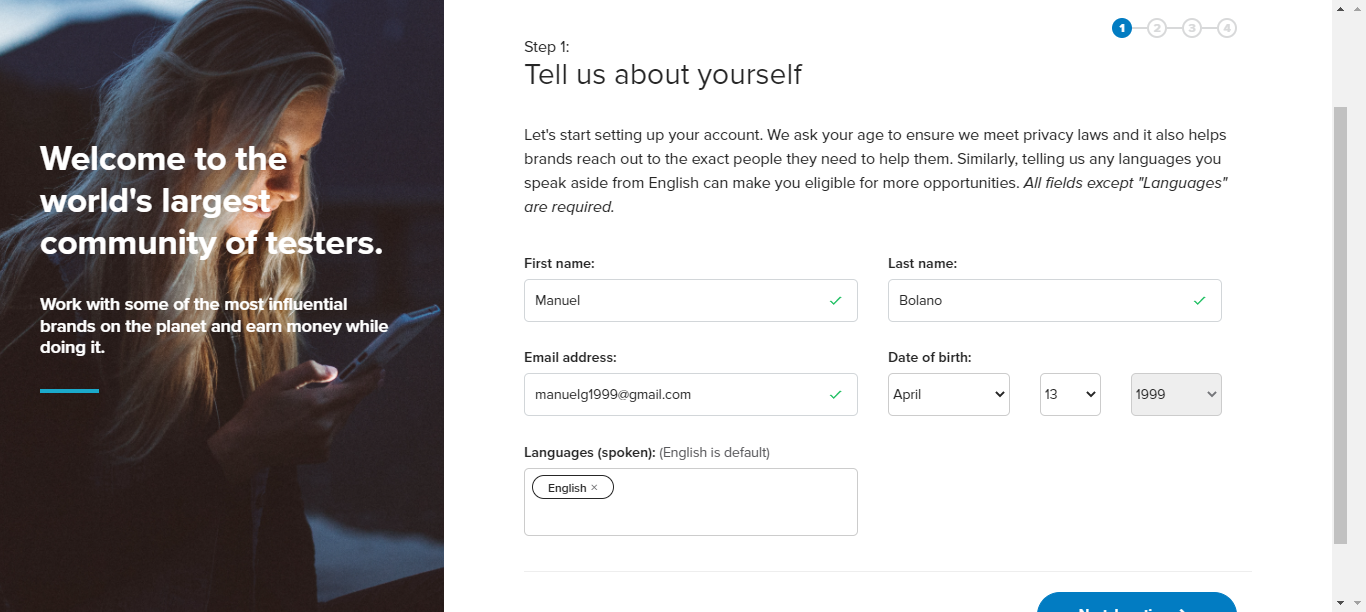 Welcome to the
world's largest
community of testers.
Work with some of the most influential
brands on the planet and earn money while
doing it.
1 2 3 4
Step 1:
Tell us about yourself
Let's start setting up your account. We ask your age to ensure we meet privacy laws and it also helps
brands reach out to the exact people they need to help them. Similarly, telling us any languages you
speak aside from English can make you eligible for more opportunities. All fields except "Languages"
are required.
First name: Last name:
Manuel Bolano
Email address: Date of birth:
manuelg1999@gmail.com April 13 1999
Languages (spoken): (English is default)
English ×